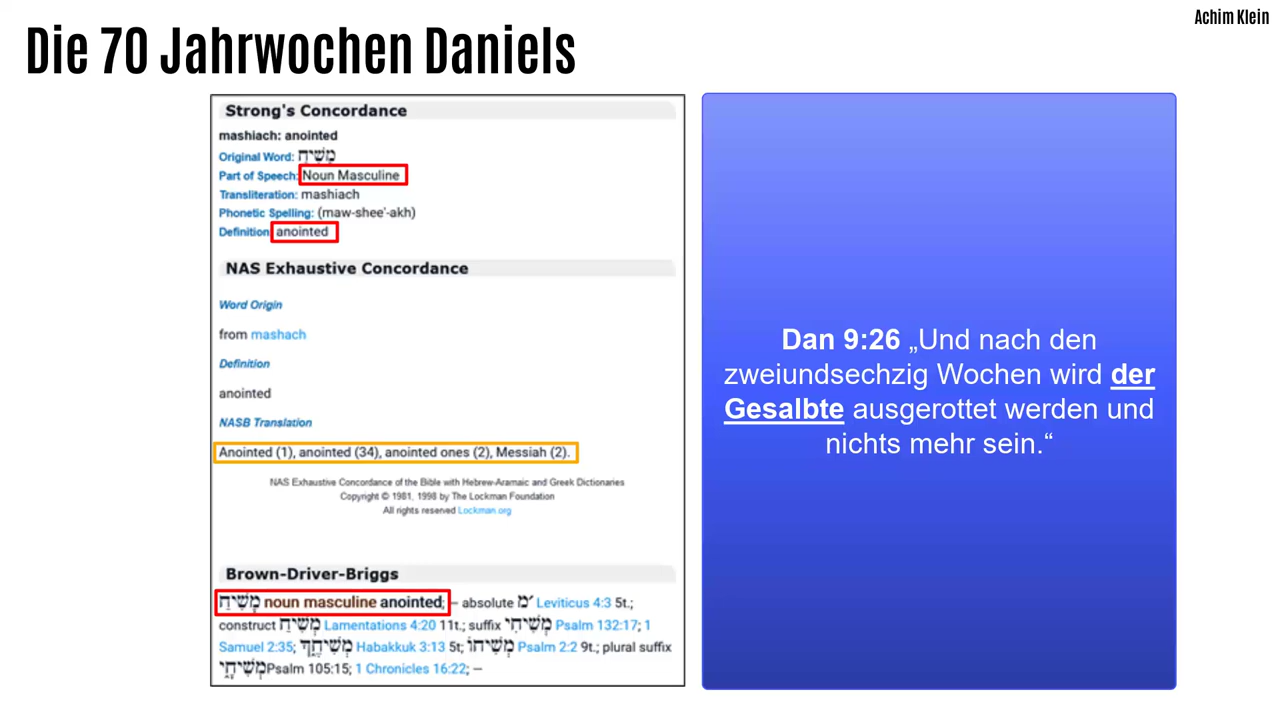 Achim Klein
Die 70 Jahrwochen Daniels
Strong's Concordance
mashiach: anointed
Original Word: מָשִׁיחַ
Part of Speech: Noun Masculine
Transliteration: mashiach
Phonetic Spelling: (maw-shee'-akh)
Definition: anointed
NAS Exhaustive Concordance
Word Origin
from mashach
Definition
anointed
NASB Translation
Anointed (1), anointed (34), anointed ones (2), Messiah (2).
NAS Exhaustive Concordance of the Bible with Hebrew-Aramaic and Greek Dictionaries
Copyright © 1981, 1998 by The Lockman Foundation
All rights reserved Lockman.org
Brown-Driver-Briggs
מָשִׁיחַ noun masculine anointed; — absolute מ׳ Leviticus 4:3 5t.;
construct מְשִׁיחַ Lamentations 4:20 11t.; suffix מְשִׁיחִי Psalm 132:17; 1
Samuel 2:35; מְשִׁיחֶ֑ךָ Habakkuk 3:13 5t; מְשִׁיחוֺ Psalm 2:2 9t.; plural suffix
מְשִׁיחָ֑י Psalm 105:15; 1 Chronicles 16:22; —
Dan 9:26 „Und nach den
zweiundsechzig Wochen wird der
Gesalbte ausgerottet werden und
nichts mehr sein.“